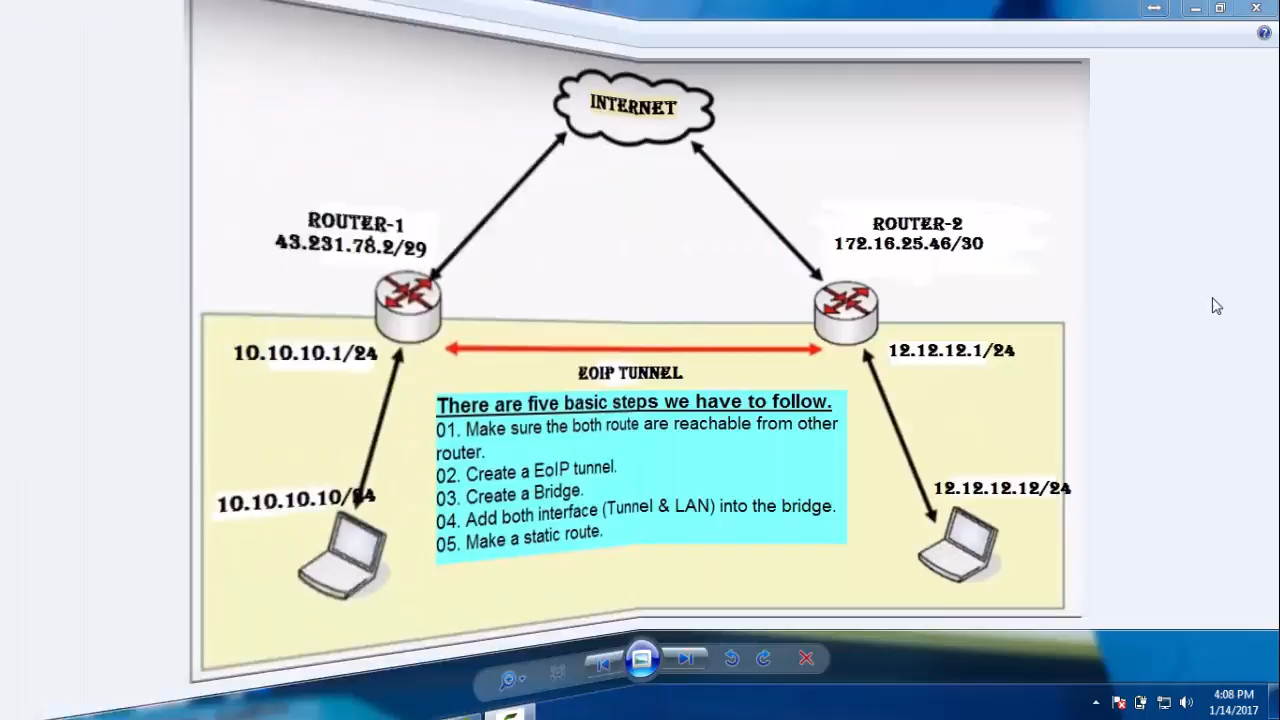 INTERNET
ROUTER-1
43.231.78.2/29
ROUTER-2
172.16.25.46/30
10.10.10.1/24
12.12.12.1/24
EOIP TUNNEL
There are five basic steps we have to follow.
01. Make sure the both route are reachable from other
router.
02. Create a EoIP tunnel.
03. Create a Bridge.
04. Add both interface (Tunnel & LAN) into the bridge.
05. Make a static route.
10.10.10.10/24
12.12.12.12/24
4:08 PM
1/14/2017